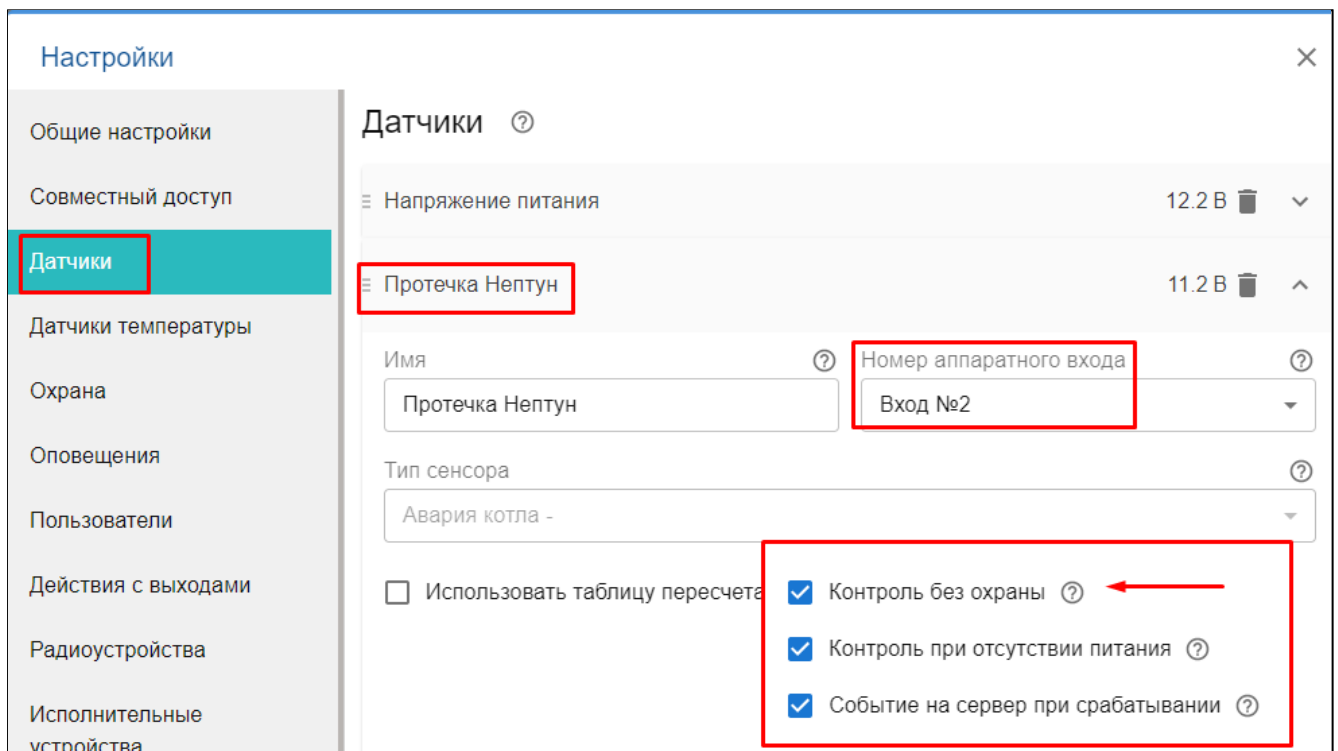 Настройки
Общие настройки
Совместный доступ
Датчики
Датчики температуры
Охрана
Оповещения
Пользователи
Действия с выходами
Радиоустройства
Исполнительные
устройства
Датчики
Напряжение питания 12.2 В
Протечка Нептун 11.2 В
Имя Номер аппаратного входа
Протечка Нептун Вход №2
Тип сенсора
Авария котла -
Использовать таблицу пересчета Контроль без охраны
Контроль при отсутствии питания
Событие на сервер при срабатывании